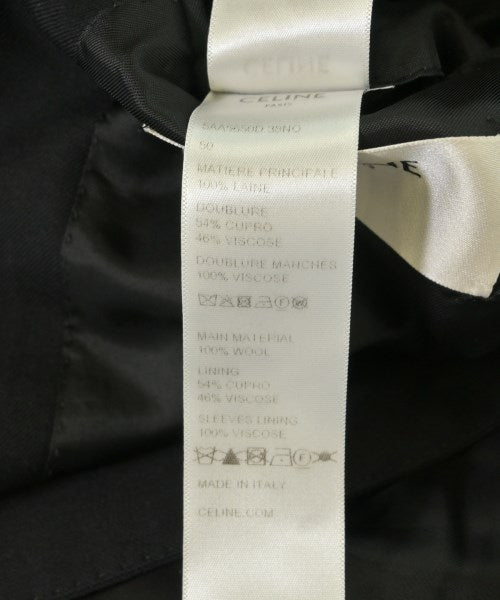 CELINE
CELINE
PARIS
50
MATIERE PRINCIPALE
100% LAINE
DOUBLURE
54% CUPRO
46% VISCOSE
DOUBLURE MANCHES
100% VISCOSE
MAIN MATERIAL
100% WOOL
LINING
54% CUPRO
46% VISCOSE
SLEEVES LINING
100% VISCOSE
MADE IN ITALY
CELINE.COM